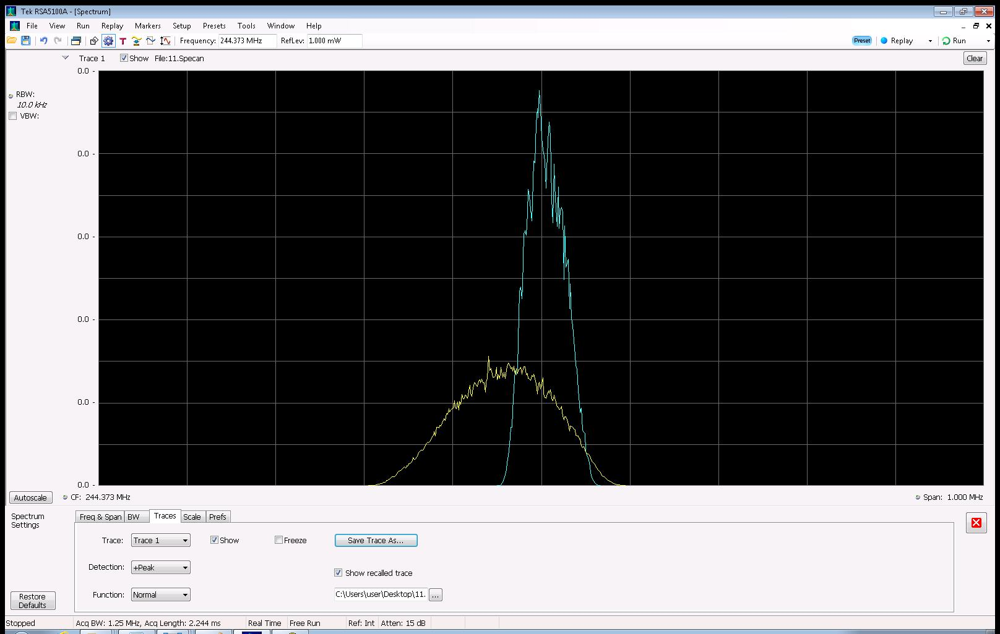 Tek RSA5100A - [Spectrum]
File View Run Replay Markers Setup Presets Tools Window Help
T Frequency: 244.373 MHz RefLev: 1.000 mW Preset Replay Run
Trace 1 Show File:11.Specan Clear
0.0 -
RBW:
10.0 kHz
VBW:
0.0 -
0.0 -
0.0 -
0.0 -
0.0 -
Autoscale CF: 244.373 MHz Span: 1.000 MHz
Spectrum
Settings
Freq & Span BW Traces Scale Prefs
Trace: Trace 1 Show Freeze Save Trace As...
Detection: +Peak
Show recalled trace
Function: Normal C:\Users\user\Desktop\11. ...
Restore
Defaults
Stopped Acq BW: 1.25 MHz, Acq Length: 2.244 ms Real Time Free Run Ref: Int Atten: 15 dB